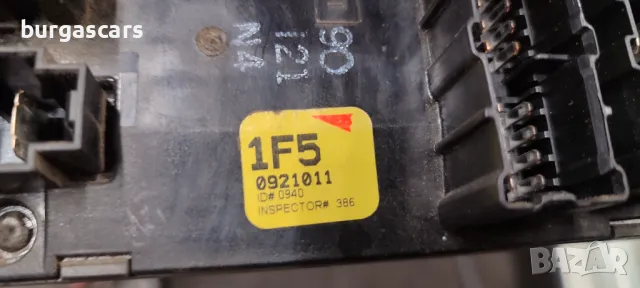 burgascars
90
121
N4
1F5
0921011
ID# 0940
INSPECTOR# 386
BAZAR